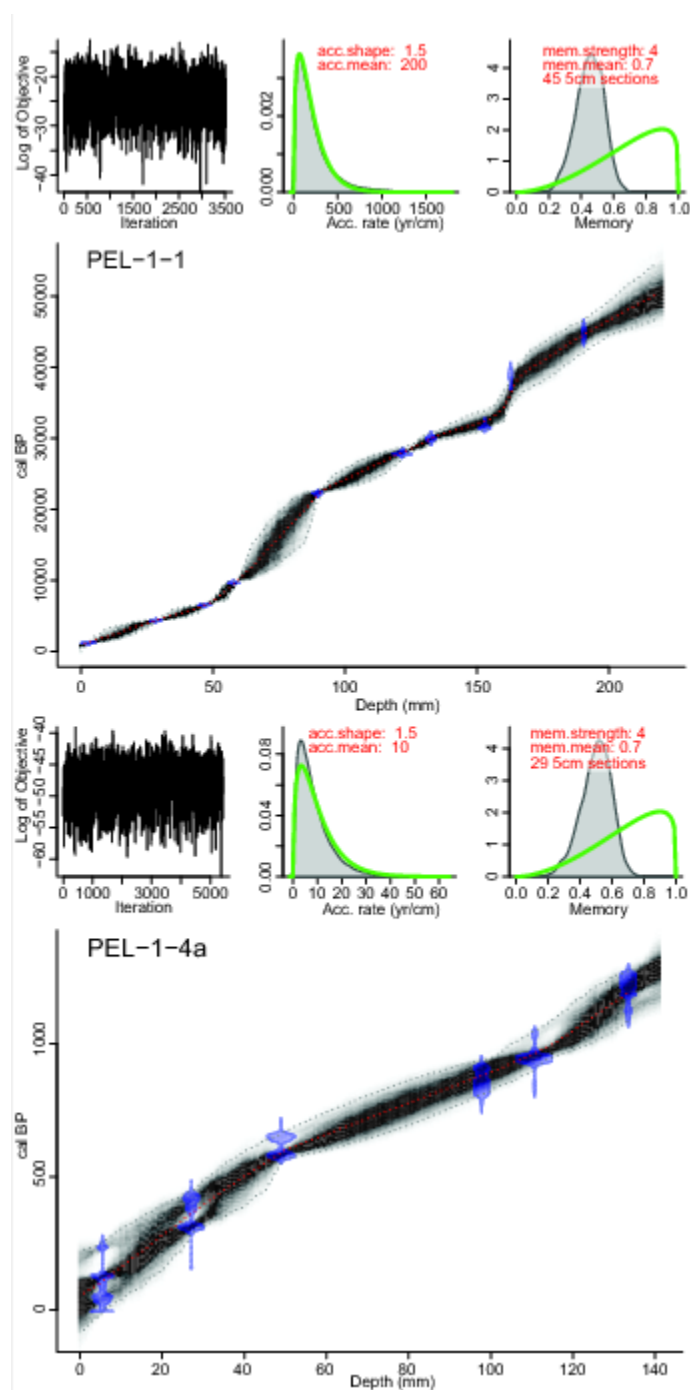 acc.shape: 1.5
acc.mean: 200
mem.strength: 4
mem.mean: 0.7
45 5cm sections
Log of Objective
−20
−30
−40
0 500 1500 2500 3500
Iteration
0.002
0.000
0 500 1000 1500
Acc. rate (yr/cm)
4
3
2
1
0
0.0 0.2 0.4 0.6 0.8 1.0
Memory
PEL−1−1
cal BP
50000
40000
30000
20000
10000
0
0 50 100 150 200
Depth (mm)
acc.shape: 1.5
acc.mean: 10
mem.strength: 4
mem.mean: 0.7
29 5cm sections
Log of Objective
−40
−45
−50
−55
−60
0 1000 3000 5000
Iteration
0.08
0.04
0.00
0 10 20 30 40 50 60
Acc. rate (yr/cm)
4
3
2
1
0
0.0 0.2 0.4 0.6 0.8 1.0
Memory
PEL−1−4a
cal BP
1000
500
0
0 20 40 60 80 100 120 140
Depth (mm)